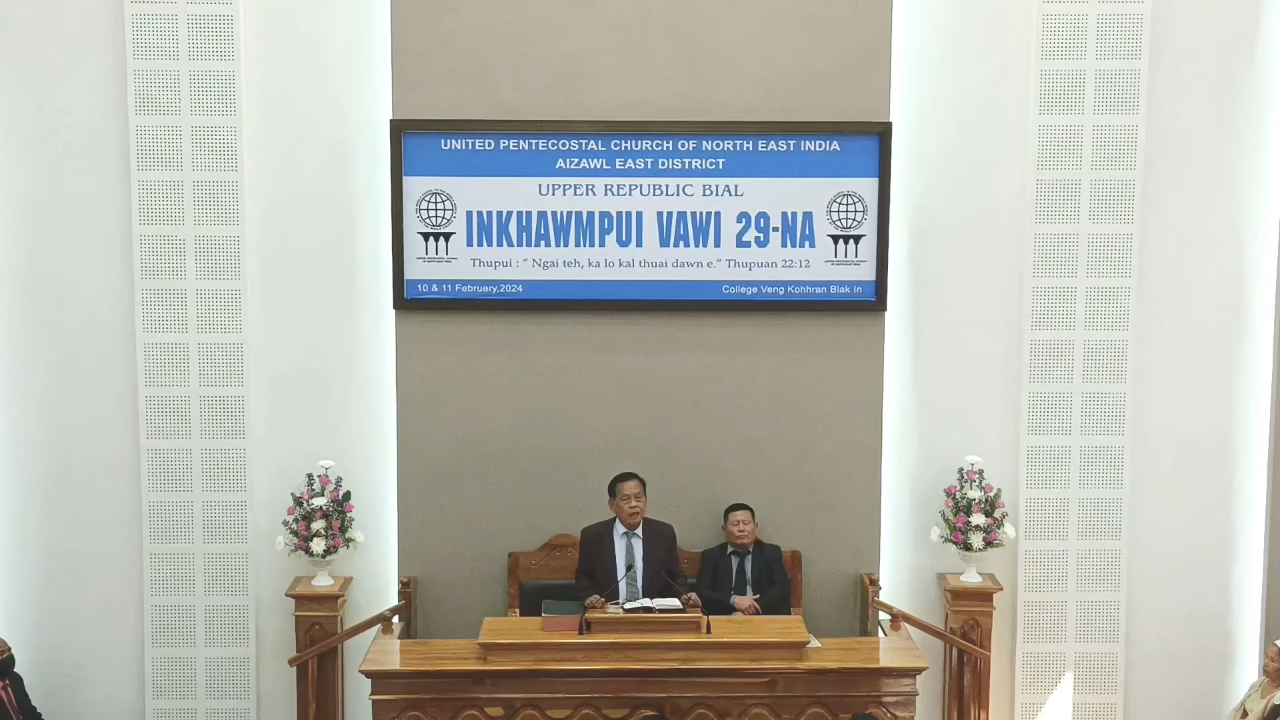 UNITED PENTECOSTAL CHURCH OF NORTH EAST INDIA
AIZAWL EAST DISTRICT
UPPER REPUBLIC BIAL
INKHAWMPUI VAWI 29-NA
Thupui : “ Ngai teh, ka lo kal thuai dawn e.” Thupuan 22:12
10 & 11 February,2024
College Veng Kohhran Biak In